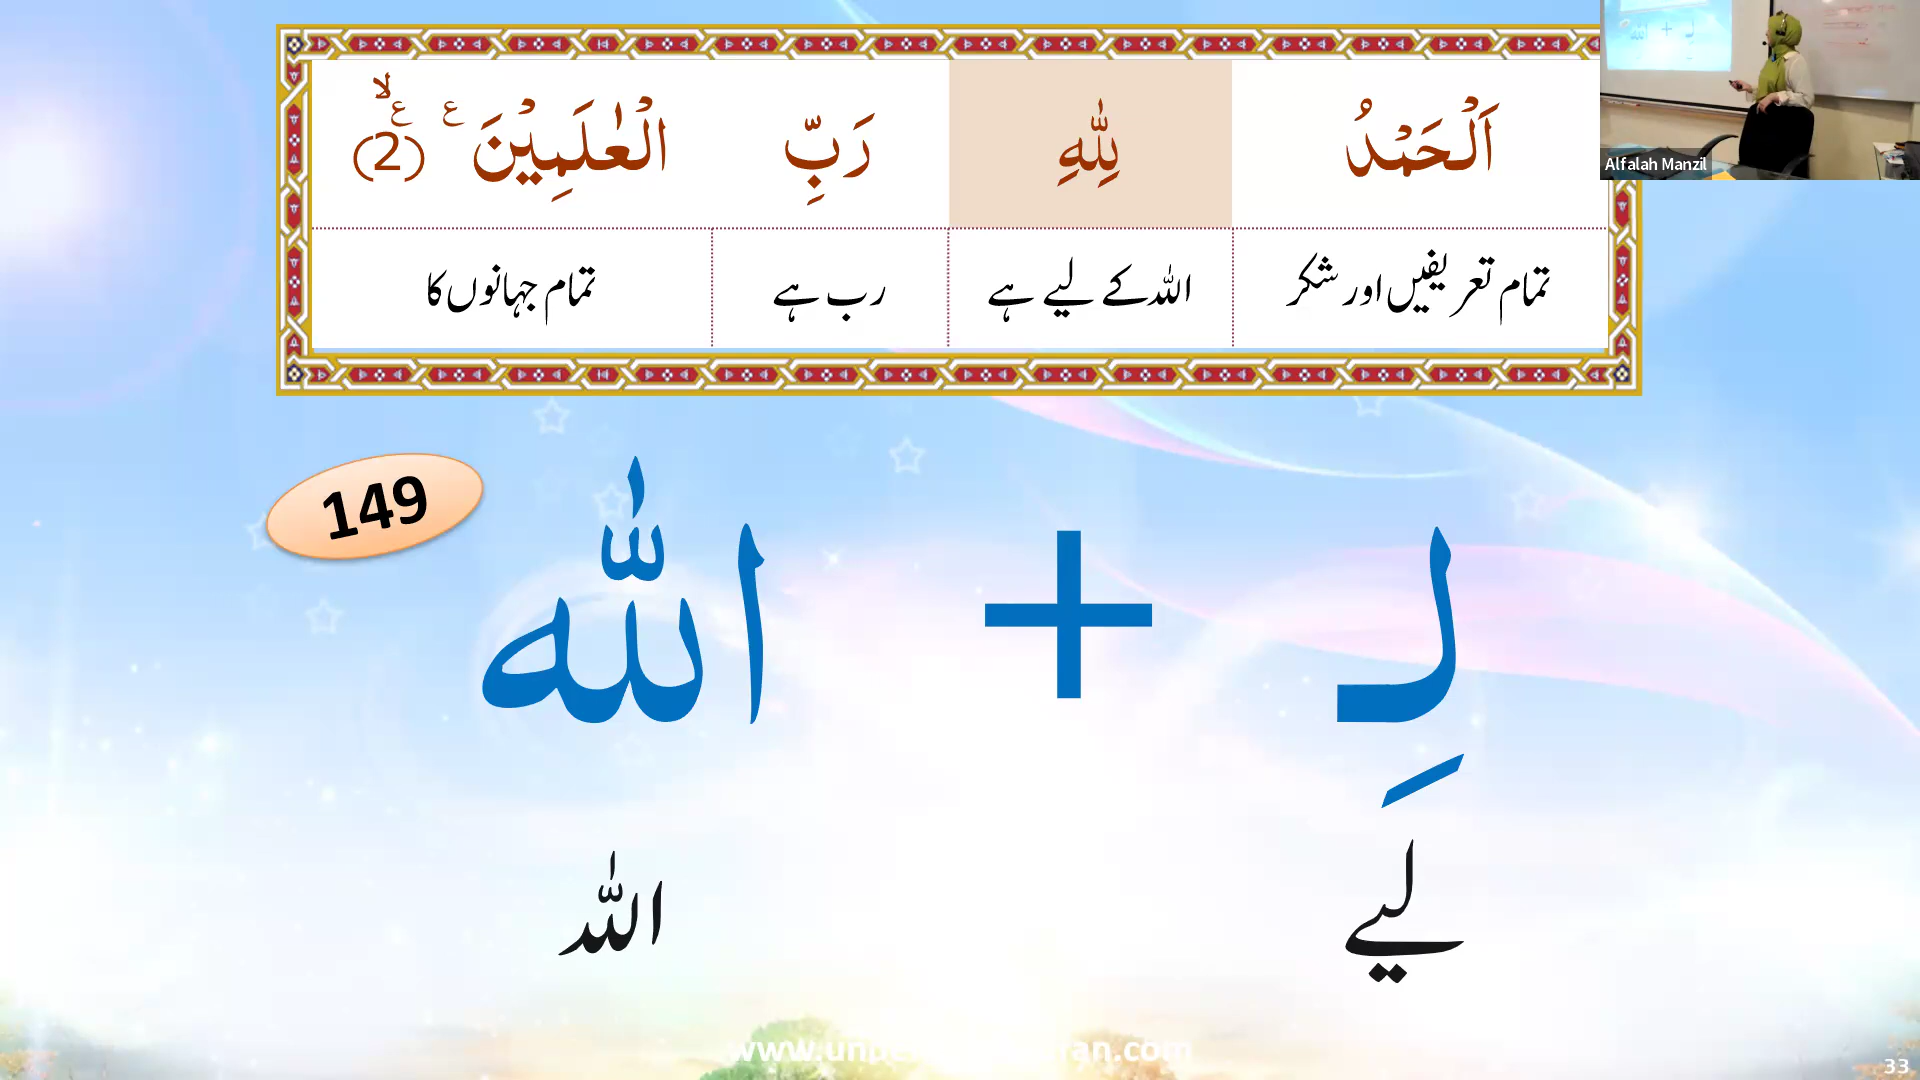 اَلْحَمْدُ لِلّٰهِ رَبِّ الْعٰلَمِيْنَ ۙ (2)
تمام تعریفیں اور شکر اللہ کے لیے ہے رب ہے تمام جہانوں کا
Alfalah Manzil
149
لِ + اللّٰه
لیے اللّٰہ
33